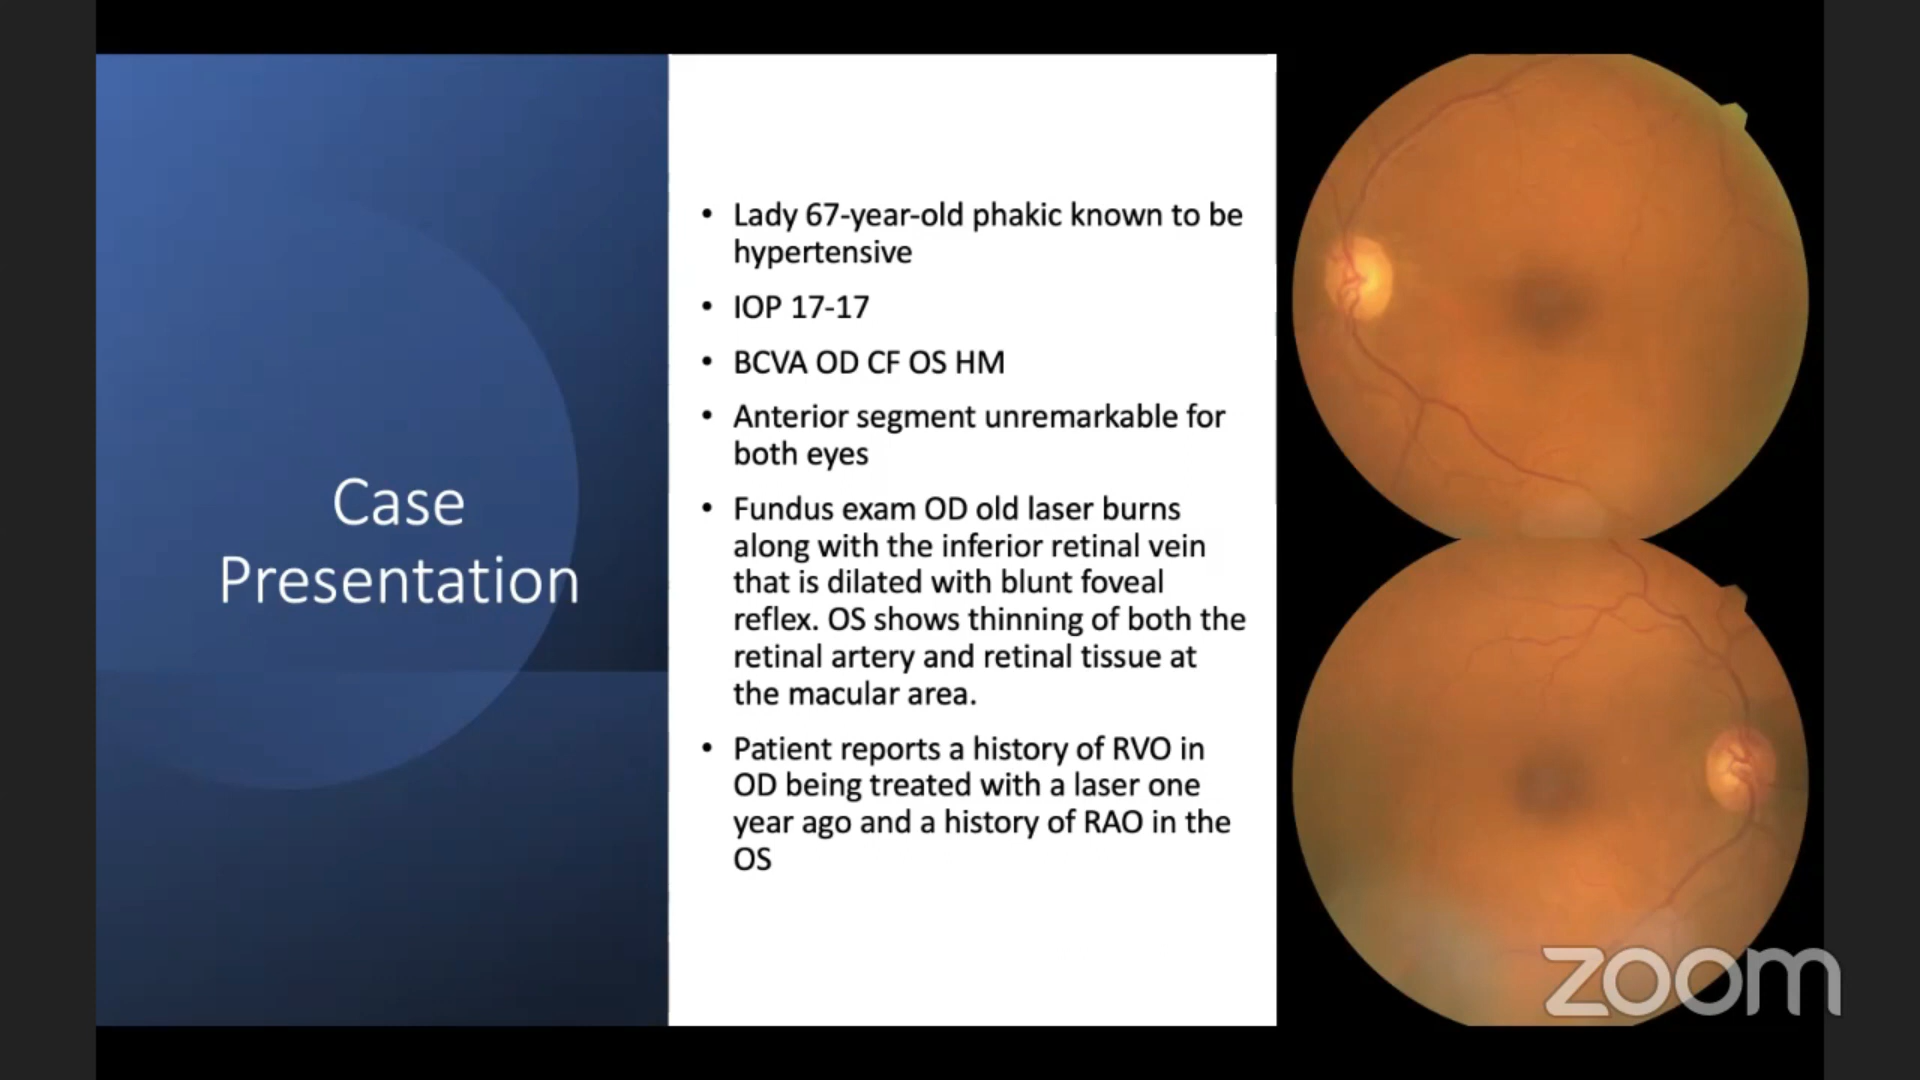 Case
Presentation
• Lady 67-year-old phakic known to be
hypertensive
• IOP 17-17
• BCVA OD CF OS HM
• Anterior segment unremarkable for
both eyes
• Fundus exam OD old laser burns
along with the inferior retinal vein
that is dilated with blunt foveal
reflex. OS shows thinning of both the
retinal artery and retinal tissue at
the macular area.
• Patient reports a history of RVO in
OD being treated with a laser one
year ago and a history of RAO in the
OS
zoom